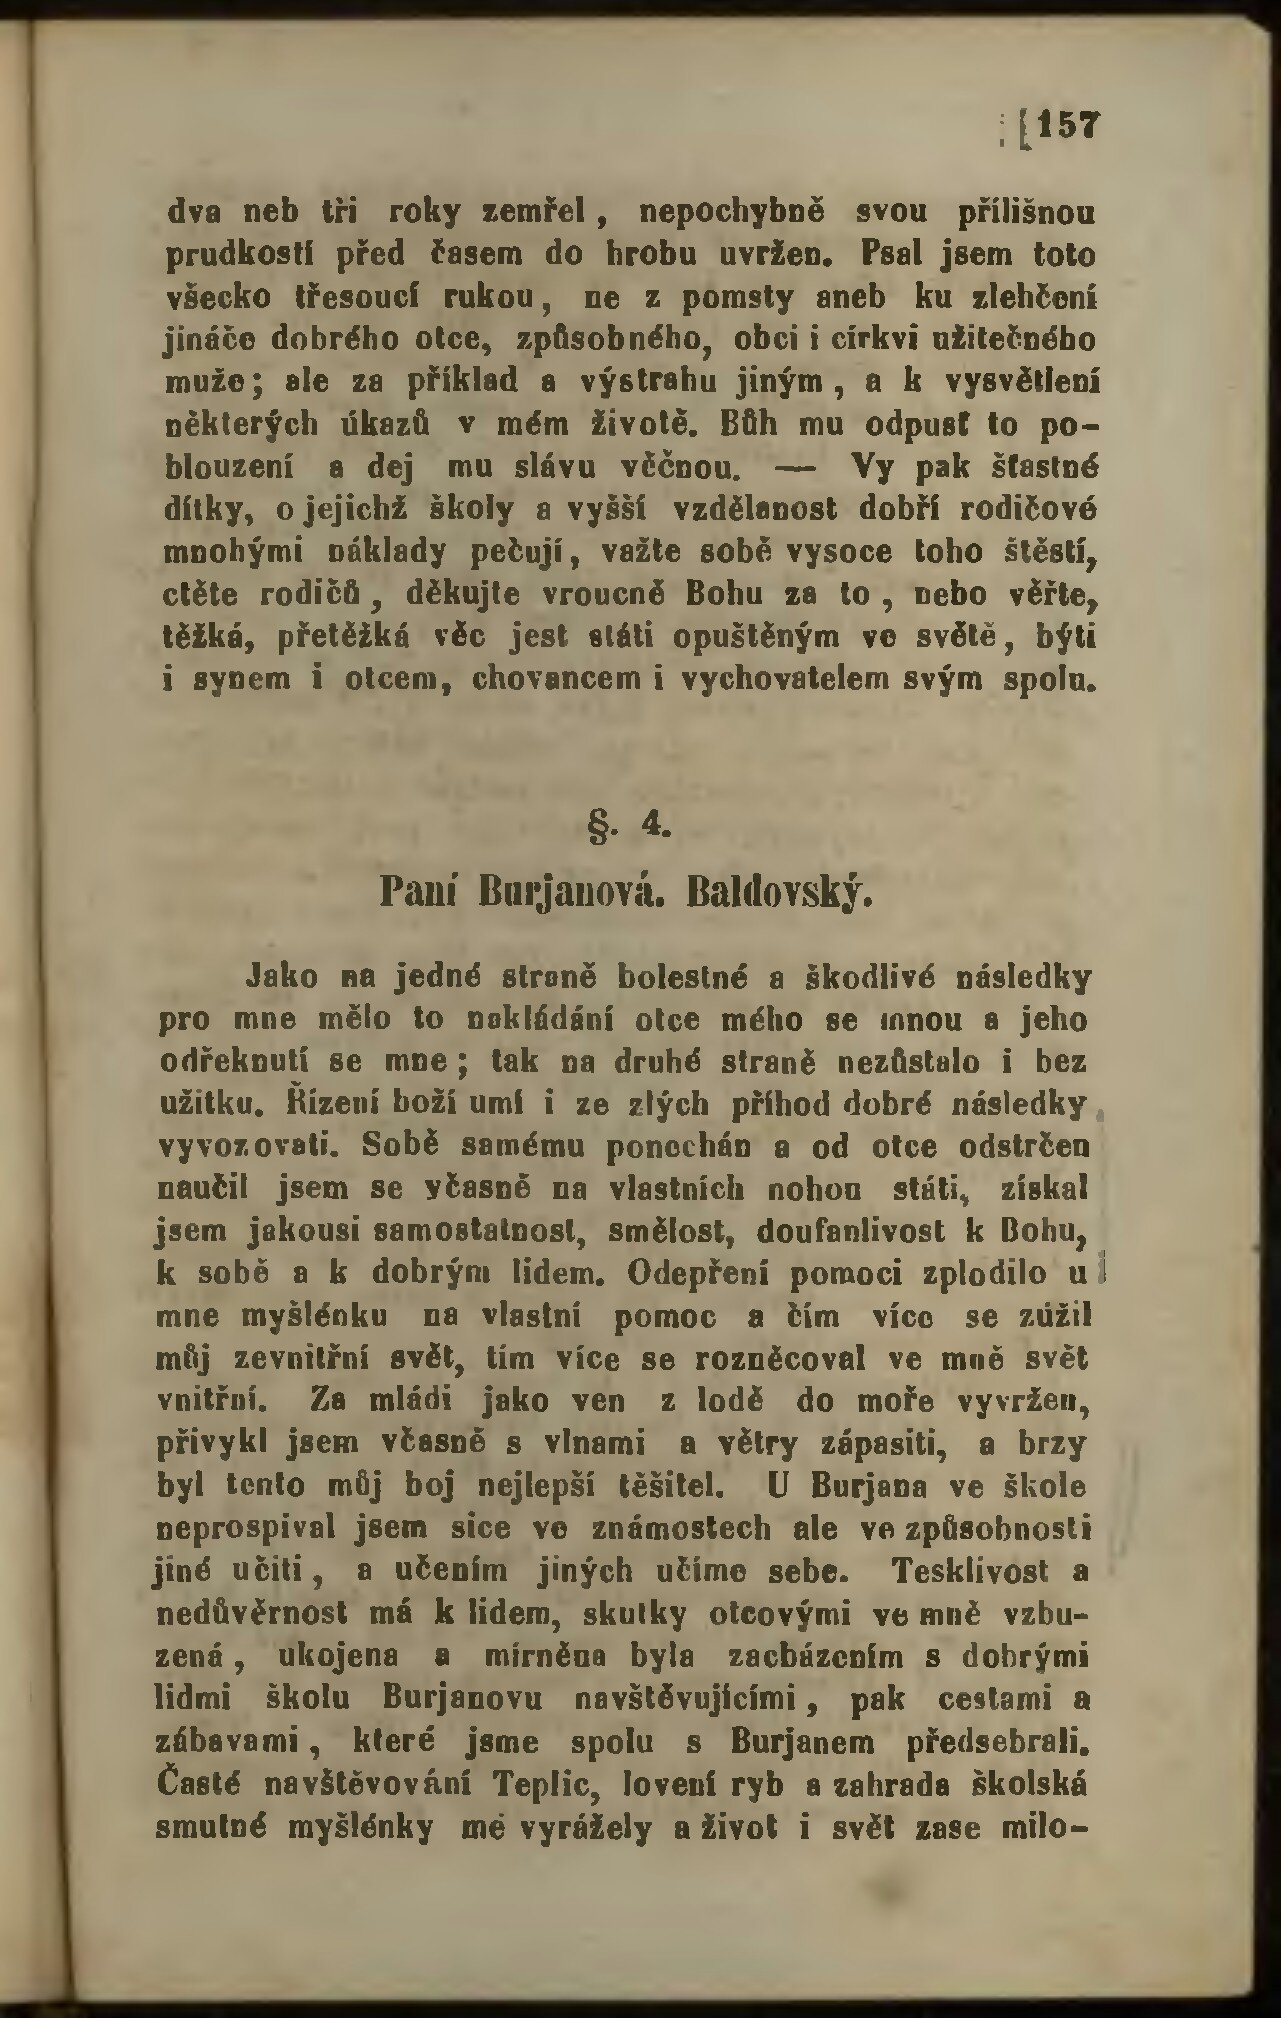 157
dva neb tři roky zemřel, nepochybně svou přílišnou
prudkostí před časem do hrobu uvržen. Psal jsem toto
všecko třesoucí rukou, ne z pomsty aneb ku zlehčení
jináče dobrého otce, způsobného, obci i církvi užitečného
muže; ale za příklad a výstrahu jiným, a k vysvětlení
některých úkazů v mém životě. Bůh mu odpusť to po-
blouzení a dej mu slávu věčnou. — Vy pak šťastné
dítky, o jejichž školy a vyšší vzdělanost dobří rodičové
mnohými náklady pečují, važte sobě vysoce toho štěstí,
ctěte rodičů, děkujte vroucně Bohu za to, nebo věřte,
těžká, přetěžká věc jest státi opuštěným ve světě, býti
i synem i otcem, chovancem i vychovatelem svým spolu.
§. 4.
Paní Burjanová. Baldovský.
Jako na jedné straně bolestné a škodlivé následky
pro mne mělo to nakládání otce mého se mnou a jeho
odřeknutí se mne; tak na druhé straně nezůstalo i bez
užitku. Řízení boží umí i ze zlých příhod dobré následky
vyvozovati. Sobě samému ponechán a od otce odstrčen
naučil jsem se včasně na vlastních nohou státi, získal
jsem jakousi samostatnost, smělost, doufanlivost k Bohu,
k sobě a k dobrým lidem. Odepření pomoci zplodilo u
mne myšlénku na vlastní pomoc a čím více se zúžil
můj zevnitřní svět, tím více se rozněcoval ve mně svět
vnitřní. Za mládi jako ven z lodě do moře vyvržen,
přivykl jsem včasně s vlnami a větry zápasiti, a brzy
byl tento můj boj nejlepší těšitel. U Burjana ve škole
neprospíval jsem sice ve známostech ale ve způsobnosti
jiné učiti, a učením jiných učíme sebe. Tesklivost a
nedůvěrnost má k lidem, skutky otcovými ve mně vzbu-
zená, ukojena a mírněna byla zacházením s dobrými
lidmi školu Burjanovu navštěvujícími, pak cestami a
zábavami, které jsme spolu s Burjanem předsebrali.
Časté navštěvování Teplic, lovení ryb a zahrada školská
smutné myšlénky mé vyrážely a život i svět zase milo-